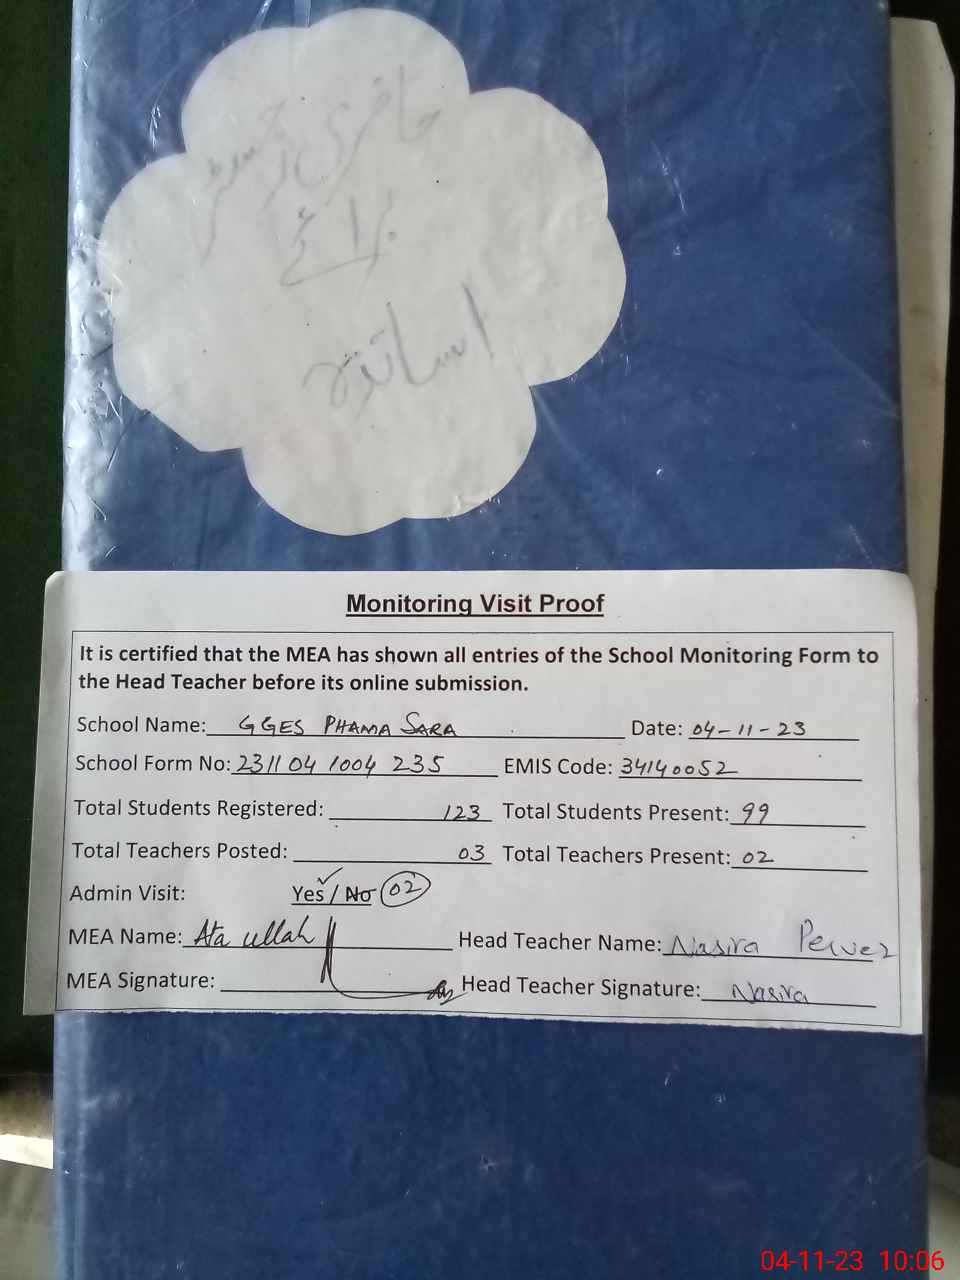 حاضری رجسٹر
برائے
اساتذہ
Monitoring Visit Proof
It is certified that the MEA has shown all entries of the School Monitoring Form to
the Head Teacher before its online submission.
School Name: GGES PHAMA SARA Date: 04-11-23
School Form No: 231104 1004 235 EMIS Code: 34140052
Total Students Registered: 123 Total Students Present: 99
Total Teachers Posted: 03 Total Teachers Present: 02
Admin Visit: Yes / No 02
MEA Name: Ata ullah Head Teacher Name: Nasira Pervez
MEA Signature: Head Teacher Signature: Nasira
04-11-23 10:06